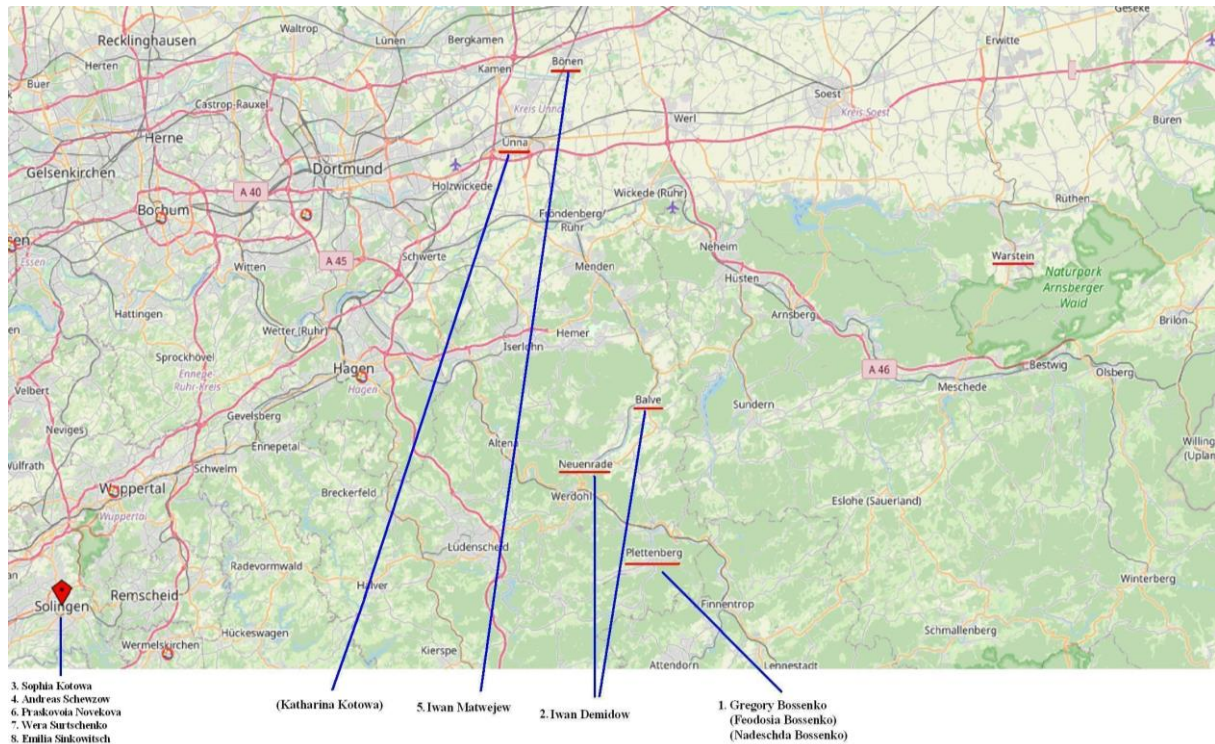 Recklinghausen
Waltrop
Lünen
Bergkamen
Bönen
Erwitte
Geseke
Herten
Buer
Kamen
Kreis Unna
Soest
Kreis Soest
Castrop-Rauxel
Werl
Büren
Herne
Unna
Gelsenkirchen
Dortmund
Holzwickede
Wickede (Ruhr)
Rüthen
A 40
Bochum
Fröndenberg/
Ruhr
Essen
A 45
Witten
Schwerte
Menden
Neheim
Hüsten
Warstein
Naturpark
Arnsberger
Wald
Hattingen
Arnsberg
Brilon
Wetter (Ruhr)
Hemer
Iserlohn
Sprockhövel
Ennepe-
Ruhr-Kreis
Hagen
Hagen
A 46
Bestwig
Olsberg
Meschede
Velbert
Gevelsberg
Balve
Sundern
Neviges
Ennepetal
Altena
Wülfrath
Schwelm
Neuenrade
Wuppertal
Wuppertal
Breckerfeld
Werdohl
Eslohe (Sauerland)
Lüdenscheid
Plettenberg
Radevormwald
Halver
Winterberg
Solingen
Remscheid
Finnentrop
Hückeswagen
Schmallenberg
Wermelskirchen
Kierspe
Attendorn
Lennestadt
3. Sophia Kotowa
4. Andreas Schewzow
6. Praskovoia Novekova
7. Wera Surtschenko
8. Emilia Sinkowitsch
(Katharina Kotowa)
5. Iwan Matwejew
2. Iwan Demidow
1. Gregory Bossenko
(Feodosia Bossenko)
(Nadeschda Bossenko)